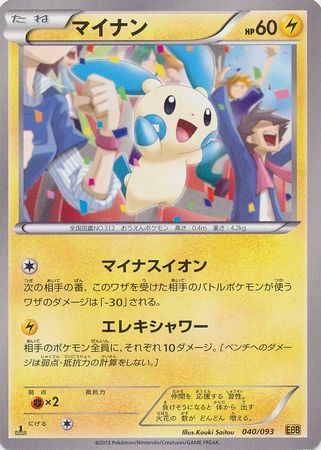 たね マイナン HP60
全国図鑑NO.312 おうえんポケモン 高さ:0.4m 重さ:4.2kg
マイナスイオン
次の相手の番、このワザを受けた相手のバトルポケモンが使う
ワザのダメージは「-30」される。
エレキシャワー
相手のポケモン全員に、それぞれ10ダメージ。[ベンチへのダメ
ージは弱点・抵抗力の計算をしない。]
弱点 抵抗力
×2
にげる
仲間を 応援する 習性。
負けそうになると 体から 出す
火花の 数が どんどん 増えていく。
Illus.Kouki Saitou
1 EBB 040/093
©2013 Pokémon/Nintendo/Creatures/GAME FREAK.